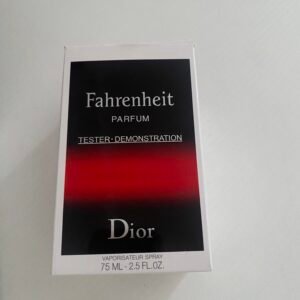 Fahrenheit
PARFUM
TESTER-DEMONSTRATION
Dior
VAPORISATEUR SPRAY
75 ML - 2.5 FL.OZ.